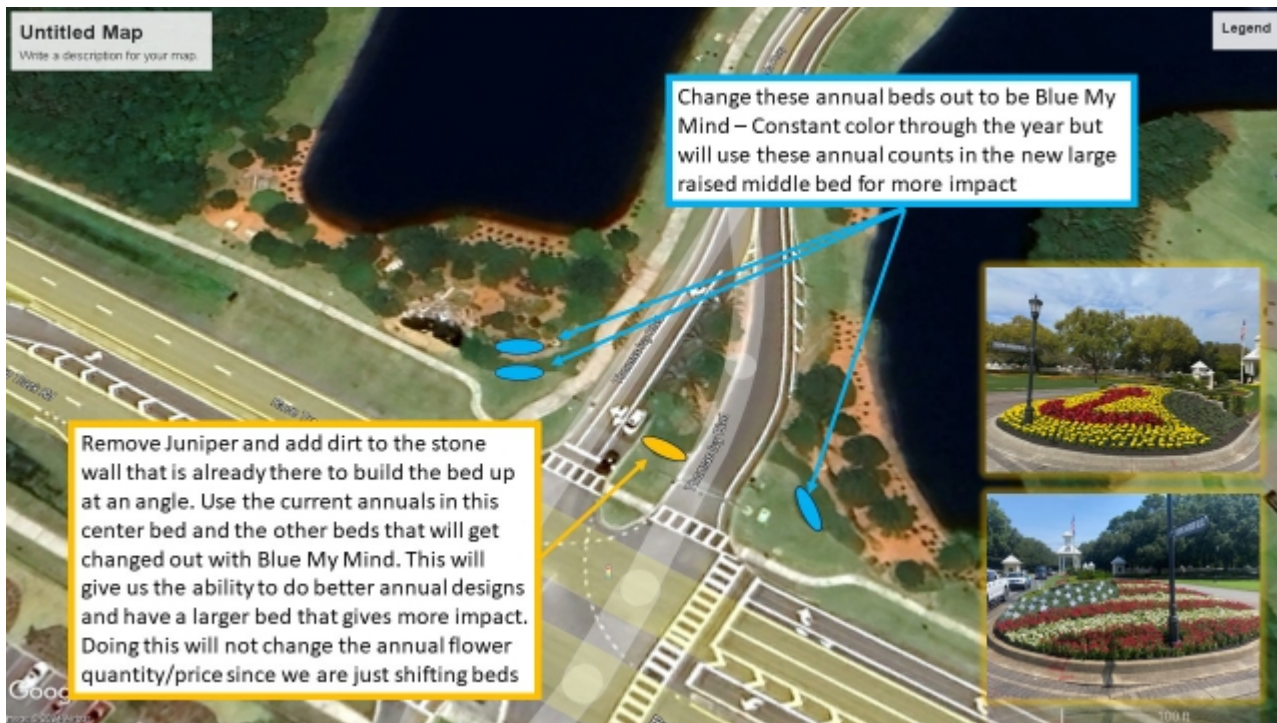 Untitled Map
Write a description for your map.
Legend
Change these annual beds out to be Blue My
Mind – Constant color through the year but
will use these annual counts in the new large
raised middle bed for more impact
Remove Juniper and add dirt to the stone
wall that is already there to build the bed up
at an angle. Use the current annuals in this
center bed and the other beds that will get
changed out with Blue My Mind. This will
give us the ability to do better annual designs
and have a larger bed that gives more impact.
Doing this will not change the annual flower
quantity/price since we are just shifting beds
100 ft